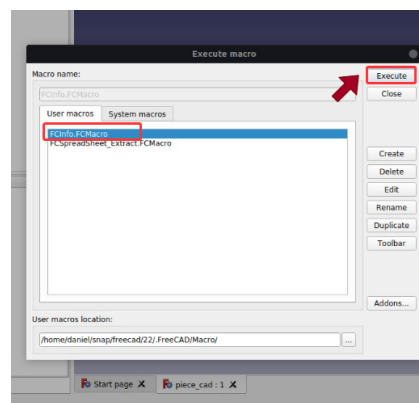 Execute macro
Macro name:
Execute
FCInfo.FCMacro
Close
User macros
System macros
FCInfo.FCMacro
FCSpreadSheet_Extract.FCMacro
Create
Delete
Edit
Rename
Duplicate
Toolbar
Addons...
User macros location:
/home/daniel/snap/freecad/22/.FreeCAD/Macro/
...
Start page
piece_cad : 1